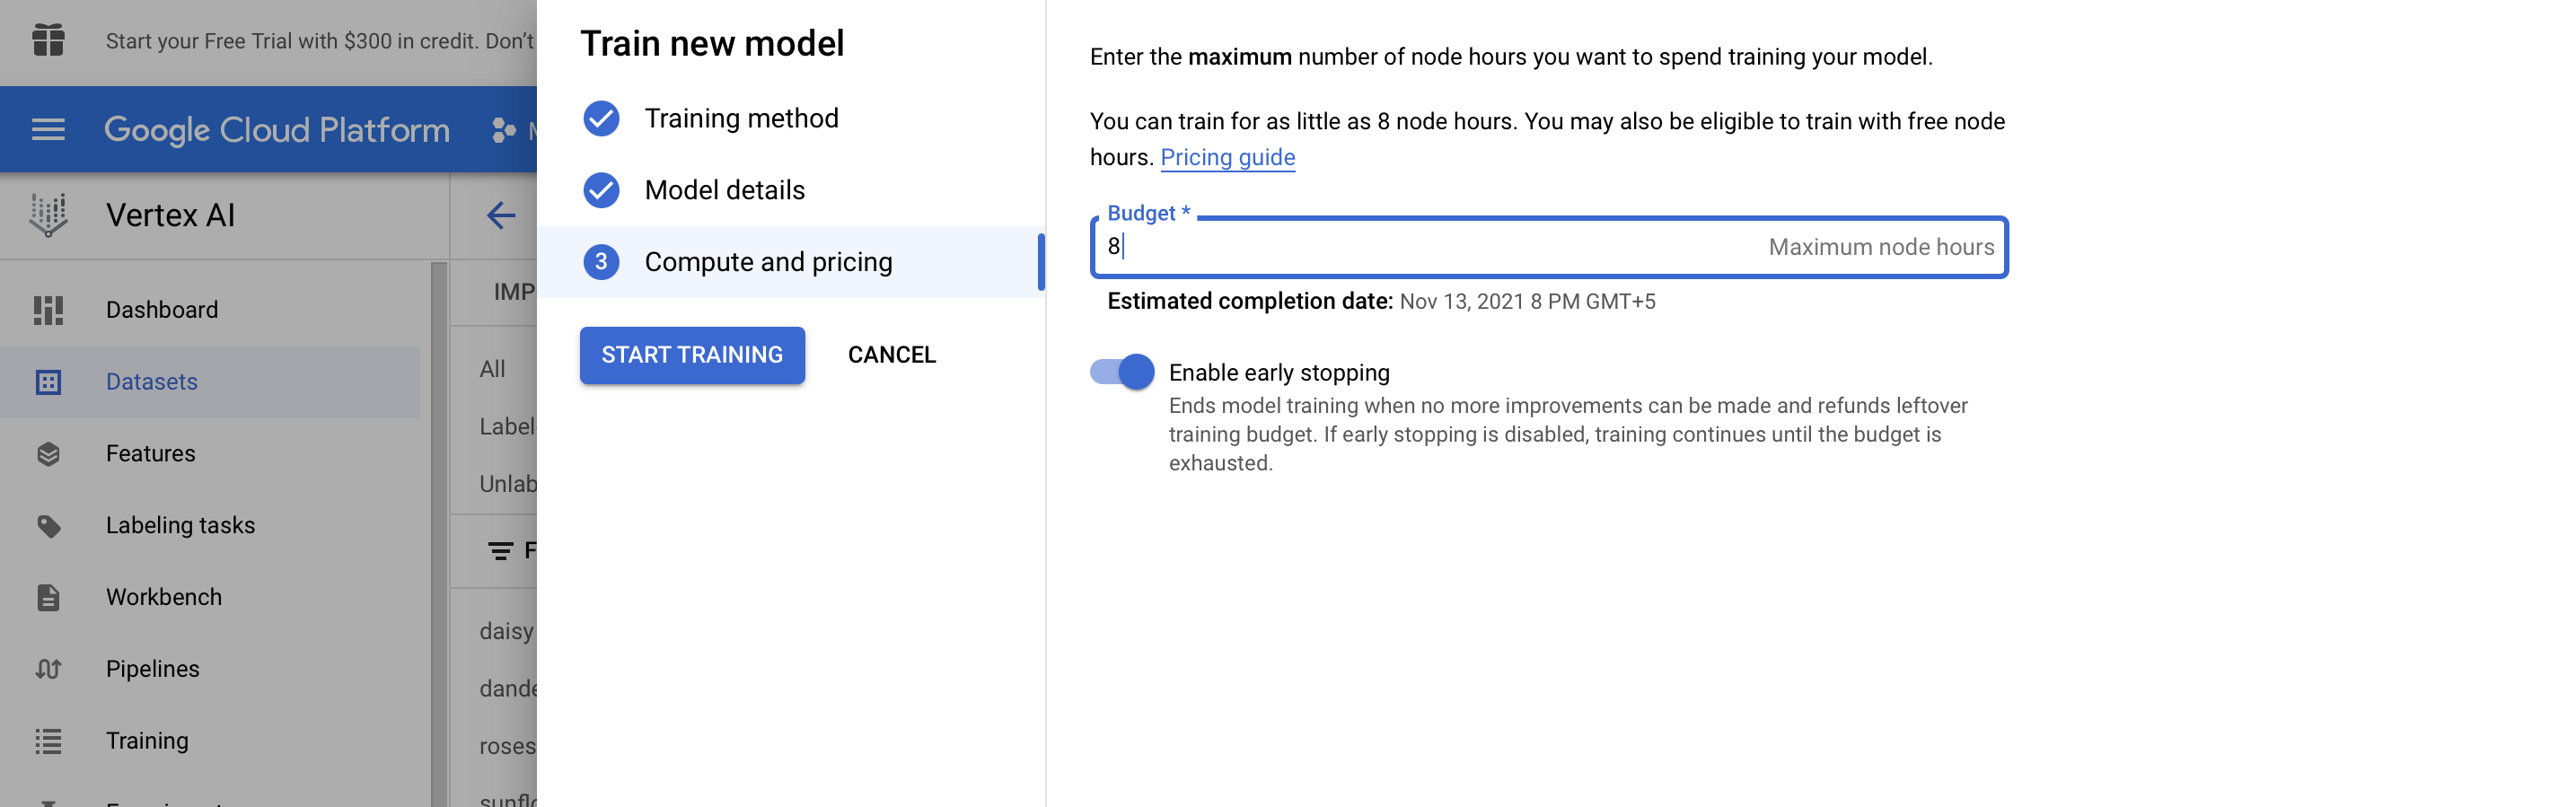 Start your Free Trial with $300 in credit. Don't
Google Cloud Platform
Vertex AI
Dashboard
Datasets
Features
Labeling tasks
Workbench
Pipelines
Training
IMP
All
Label
Unlab
F
daisy
dande
roses
sunflo
Train new model
Training method
Model details
3 Compute and pricing
START TRAINING CANCEL
Enter the maximum number of node hours you want to spend training your model.
You can train for as little as 8 node hours. You may also be eligible to train with free node
hours. Pricing guide
Budget *
8 Maximum node hours
Estimated completion date: Nov 13, 2021 8 PM GMT+5
Enable early stopping
Ends model training when no more improvements can be made and refunds leftover
training budget. If early stopping is disabled, training continues until the budget is
exhausted.